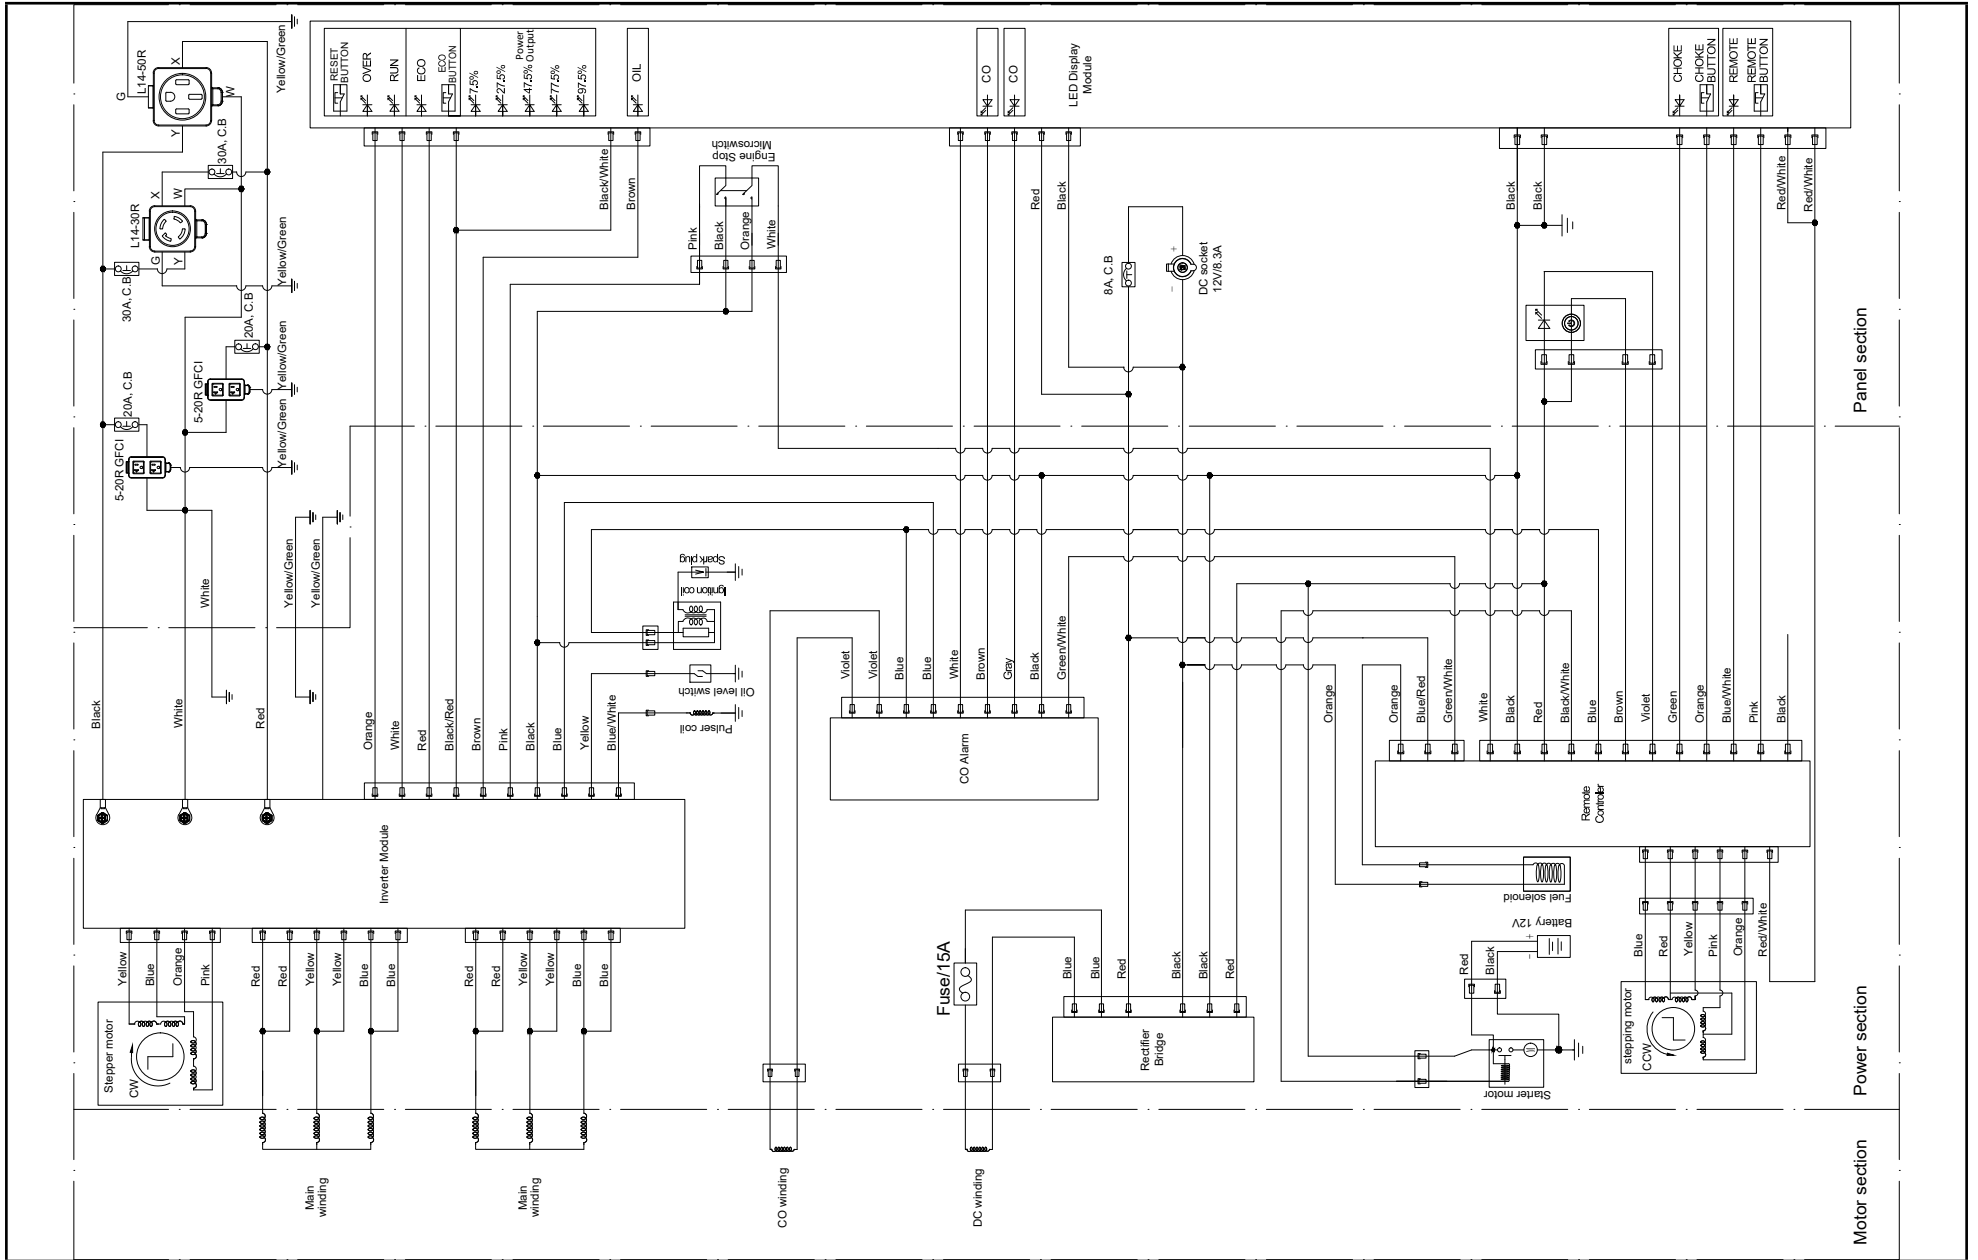 G
L14-50R
X
W
Y
Yellow/Green
30A, C.B
X
W
L14-30R
G
Y
Yellow/Green
30A, C.B
20A, C.B
5-20R GFCI
Yellow/Green
20A, C.B
5-20R GFCI
Yellow/Green
RESET
BUTTON
OVER
RUN
ECO
ECO
BUTTON
7.5%
27.5%
47.5%
Power
Output
77.5%
97.5%
OIL
CO
CO
LED Display
Module
CHOKE
CHOKE
BUTTON
REMOTE
REMOTE
BUTTON
Black/White
Brown
Engine Stop
Microswitch
Pink
Black
Orange
White
Red
Black
8A, C.B
+
-
DC socket
12V/8.3A
Black
Black
Red/White
Red/White
Panel section
White
Yellow/Green
Yellow/Green
Spark plug
Ignition coil
Oil level switch
Pulser coil
Black
White
Red
Orange
White
Red
Black/Red
Brown
Pink
Black
Blue
Yellow
Blue/White
Inverter Module
Violet
Violet
Blue
Blue
White
Brown
Gray
Black
Green/White
CO Alarm
Orange
Orange
Blue/Red
Green/White
White
Black
Red
Black/White
Blue
Brown
Violet
Green
Orange
Blue/White
Pink
Black
Remote
Controller
Fuel solenoid
Battery 12V
+
-
Red
Black
Starter motor
Blue
Red
Yellow
Pink
Orange
Red/White
stepping motor
CCW
Yellow
Blue
Orange
Pink
Stepper motor
CW
Red
Red
Yellow
Yellow
Blue
Blue
Red
Red
Yellow
Yellow
Blue
Blue
Fuse/15A
Blue
Blue
Red
Black
Black
Red
Rectifier
Bridge
Power section
Main
winding
Main
winding
CO winding
DC winding
Motor section